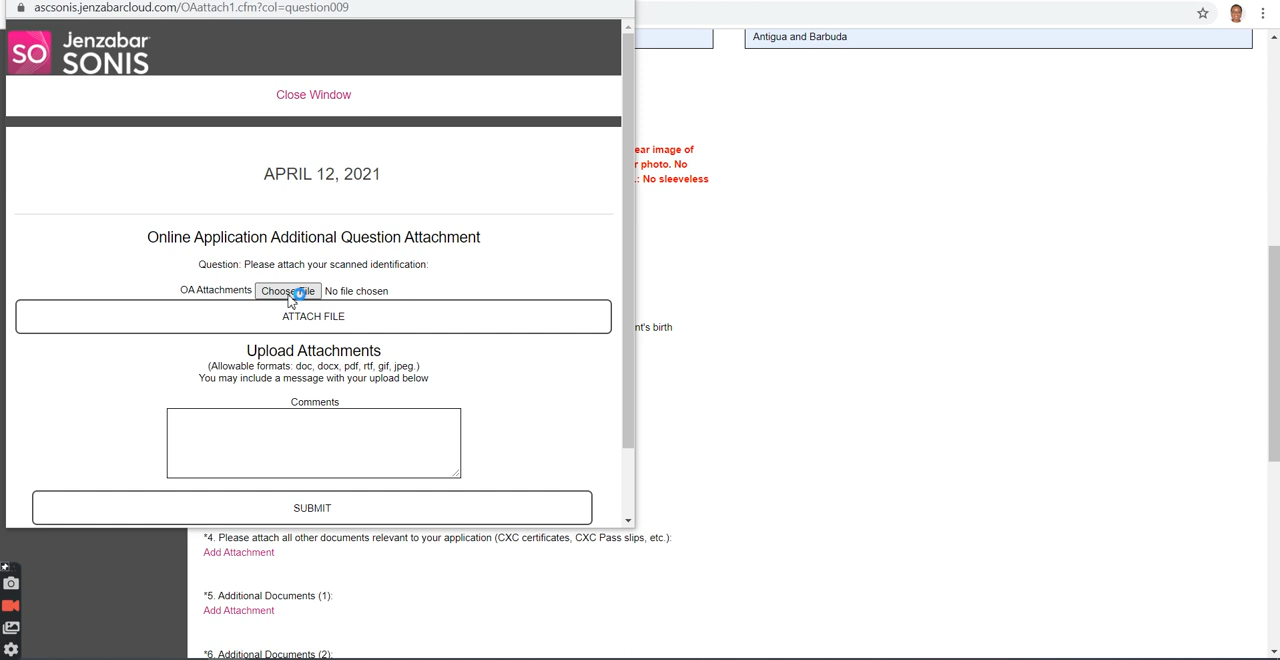 ascsonis.jenzabarcloud.com/OAattach1.cfm?col=question009
SO Jenzabar
SONIS
Close Window
APRIL 12, 2021
Online Application Additional Question Attachment
Question: Please attach your scanned identification:
OA Attachments Choose File No file chosen
ATTACH FILE
Upload Attachments
(Allowable formats: doc, docx, pdf, rtf, gif, jpeg.)
You may include a message with your upload below
Comments
SUBMIT
Antigua and Barbuda
ear image of
r photo. No
.: No sleeveless
nt's birth
*4. Please attach all other documents relevant to your application (CXC certificates, CXC Pass slips, etc.):
Add Attachment
*5. Additional Documents (1):
Add Attachment
*6. Additional Documents (2):